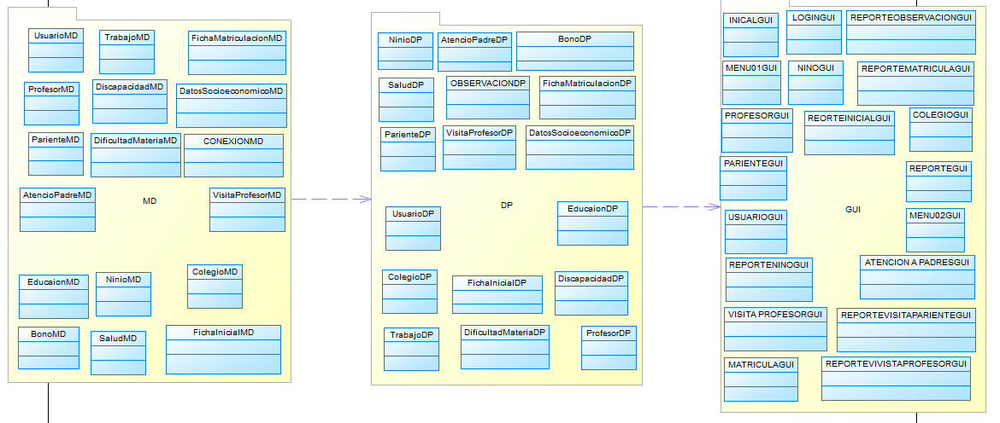 UsuarioMD
TrabajoMD
FichaMatriculacionMD
ProfesorMD
DiscapacidadMD
DatosSocioeconomicoMD
ParienteMD
DificultadMateriaMD
CONEXIONMD
AtencioPadreMD
MD
VisitaProfesorMD
EducaionMD
NinioMD
ColegioMD
BonoMD
SaludMD
FichaInicialMD
NinioDP
AtencioPadreDP
BonoDP
SaludDP
OBSERVACIONDP
FichaMatriculacionDP
ParienteDP
VisitaProfesorDP
DatosSocioeconomicoDP
DP
UsuarioDP
EducaionDP
ColegioDP
FichaInicialDP
DiscapacidadDP
TrabajoDP
DificultadMateriaDP
ProfesorDP
INICALGUI
LOGINGUI
REPORTEOBSERVACIONGUI
MENU01GUI
NINOGUI
REPORTEMATRICULAGUI
PROFESORGUI
REORTEINICIALGUI
COLEGIOGUI
PARIENTEGUI
REPORTEGUI
GUI
USUARIOGUI
MENU02GUI
REPORTENINOGUI
ATENCION A PADRESGUI
VISITA PROFESORGUI
REPORTEVISITAPARIENTEGUI
MATRICULAGUI
REPORTEVIVISTAPROFESORGUI